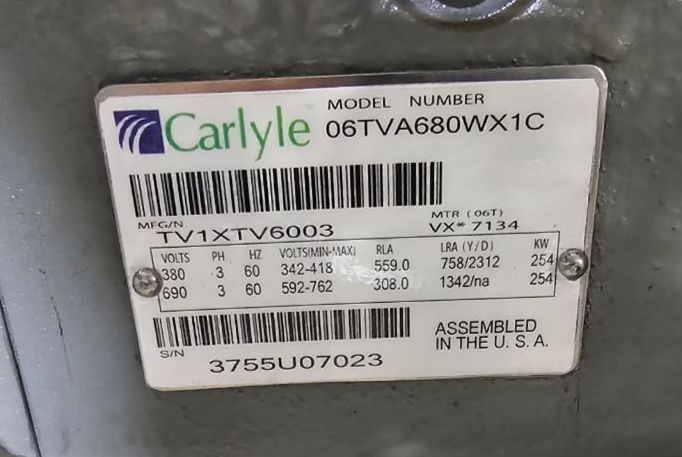 Carlyle
MODEL NUMBER
06TVA680WX1C
MFG/N
TV1XTV6003
MTR (06T)
VX* 7134
VOLTS PH HZ VOLTS(MIN-MAX) RLA LRA (Y/D) KW
380 3 60 342-418 559.0 758/2312 254
690 3 60 592-762 308.0 1342/na 254
S/N
3755U07023
ASSEMBLED
IN THE U. S. A.